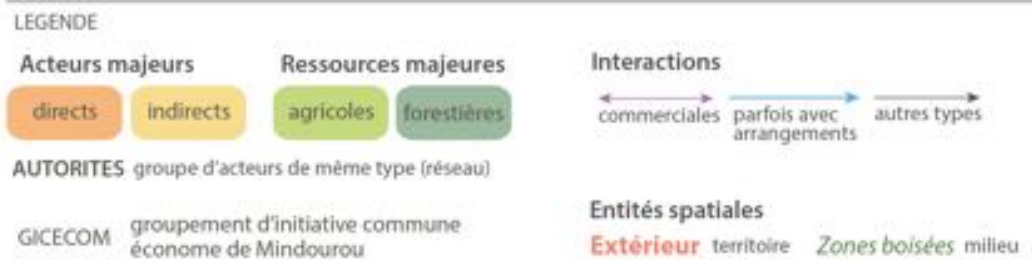 LEGENDE
Acteurs majeurs
directs indirects
Ressources majeures
agricoles forestières
AUTORITES groupe d'acteurs de même type (réseau)
GICECOM groupement d'initiative commune
économe de Mindourou
Interactions
commerciales parfois avec autres types
arrangements
Entités spatiales
Extérieur territoire Zones boisées milieu